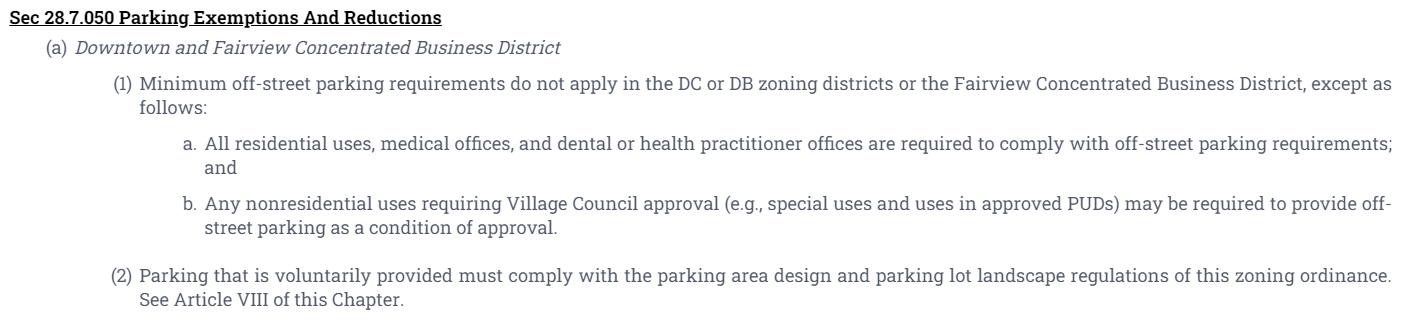 Sec 28.7.050 Parking Exemptions And Reductions
(a) Downtown and Fairview Concentrated Business District
(1) Minimum off-street parking requirements do not apply in the DC or DB zoning districts or the Fairview Concentrated Business District, except as
follows:
a. All residential uses, medical offices, and dental or health practitioner offices are required to comply with off-street parking requirements;
and
b. Any nonresidential uses requiring Village Council approval (e.g., special uses and uses in approved PUDs) may be required to provide off-
street parking as a condition of approval.
(2) Parking that is voluntarily provided must comply with the parking area design and parking lot landscape regulations of this zoning ordinance.
See Article VIII of this Chapter.